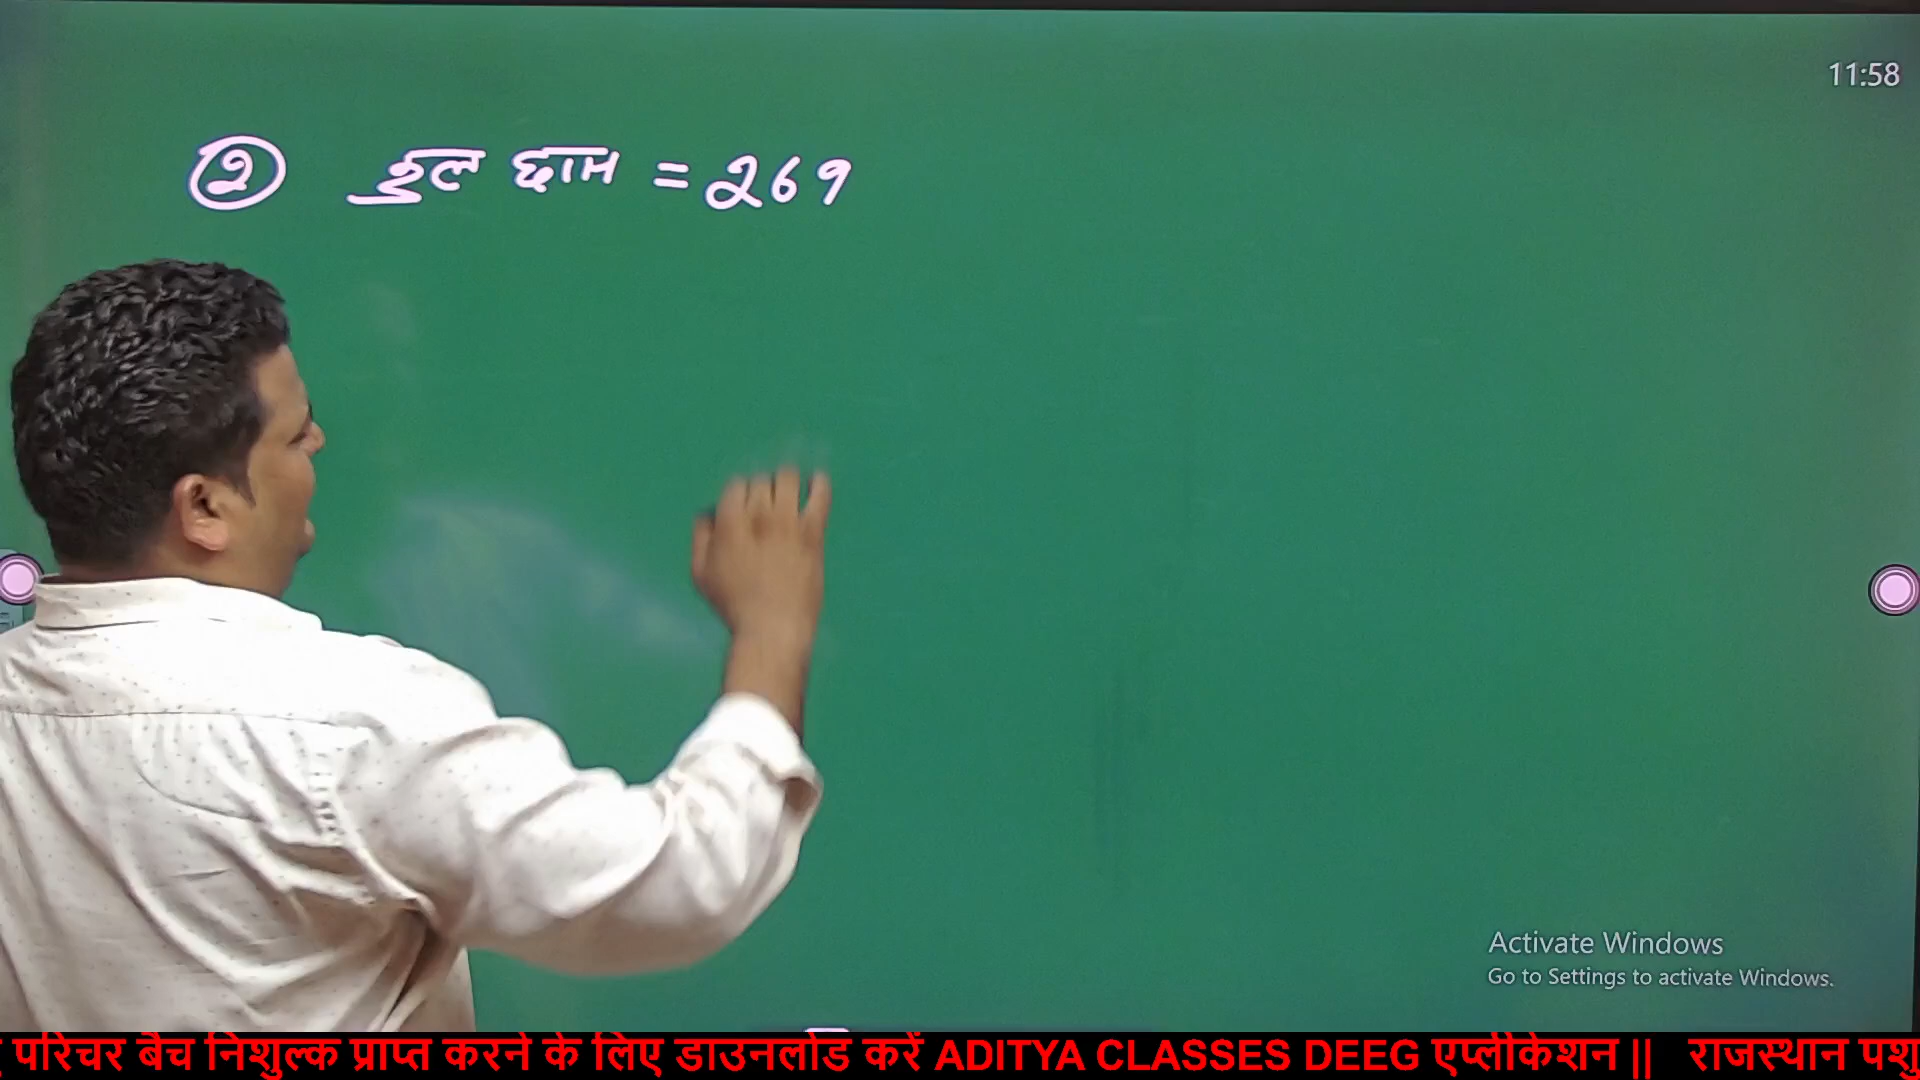 11:58
② कुल छात्र = 269
Activate Windows
Go to Settings to activate Windows.
परिचर बैच निशुल्क प्राप्त करने के लिए डाउनलोड करें ADITYA CLASSES DEEG एप्लीकेशन || राजस्थान पशु